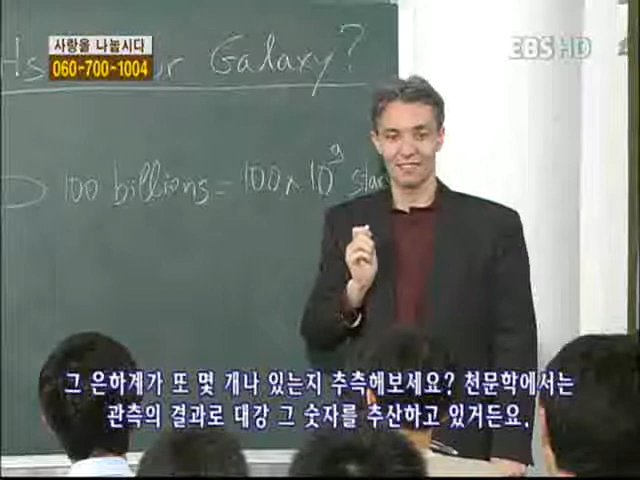 사랑을 나눕시다
060-700-1004
EBS HD
Galaxy?
100 billions = 100 x 10⁹ star
그 은하계가 또 몇 개나 있는지 추측해보세요? 천문학에서는
관측의 결과로 대강 그 숫자를 추산하고 있거든요.